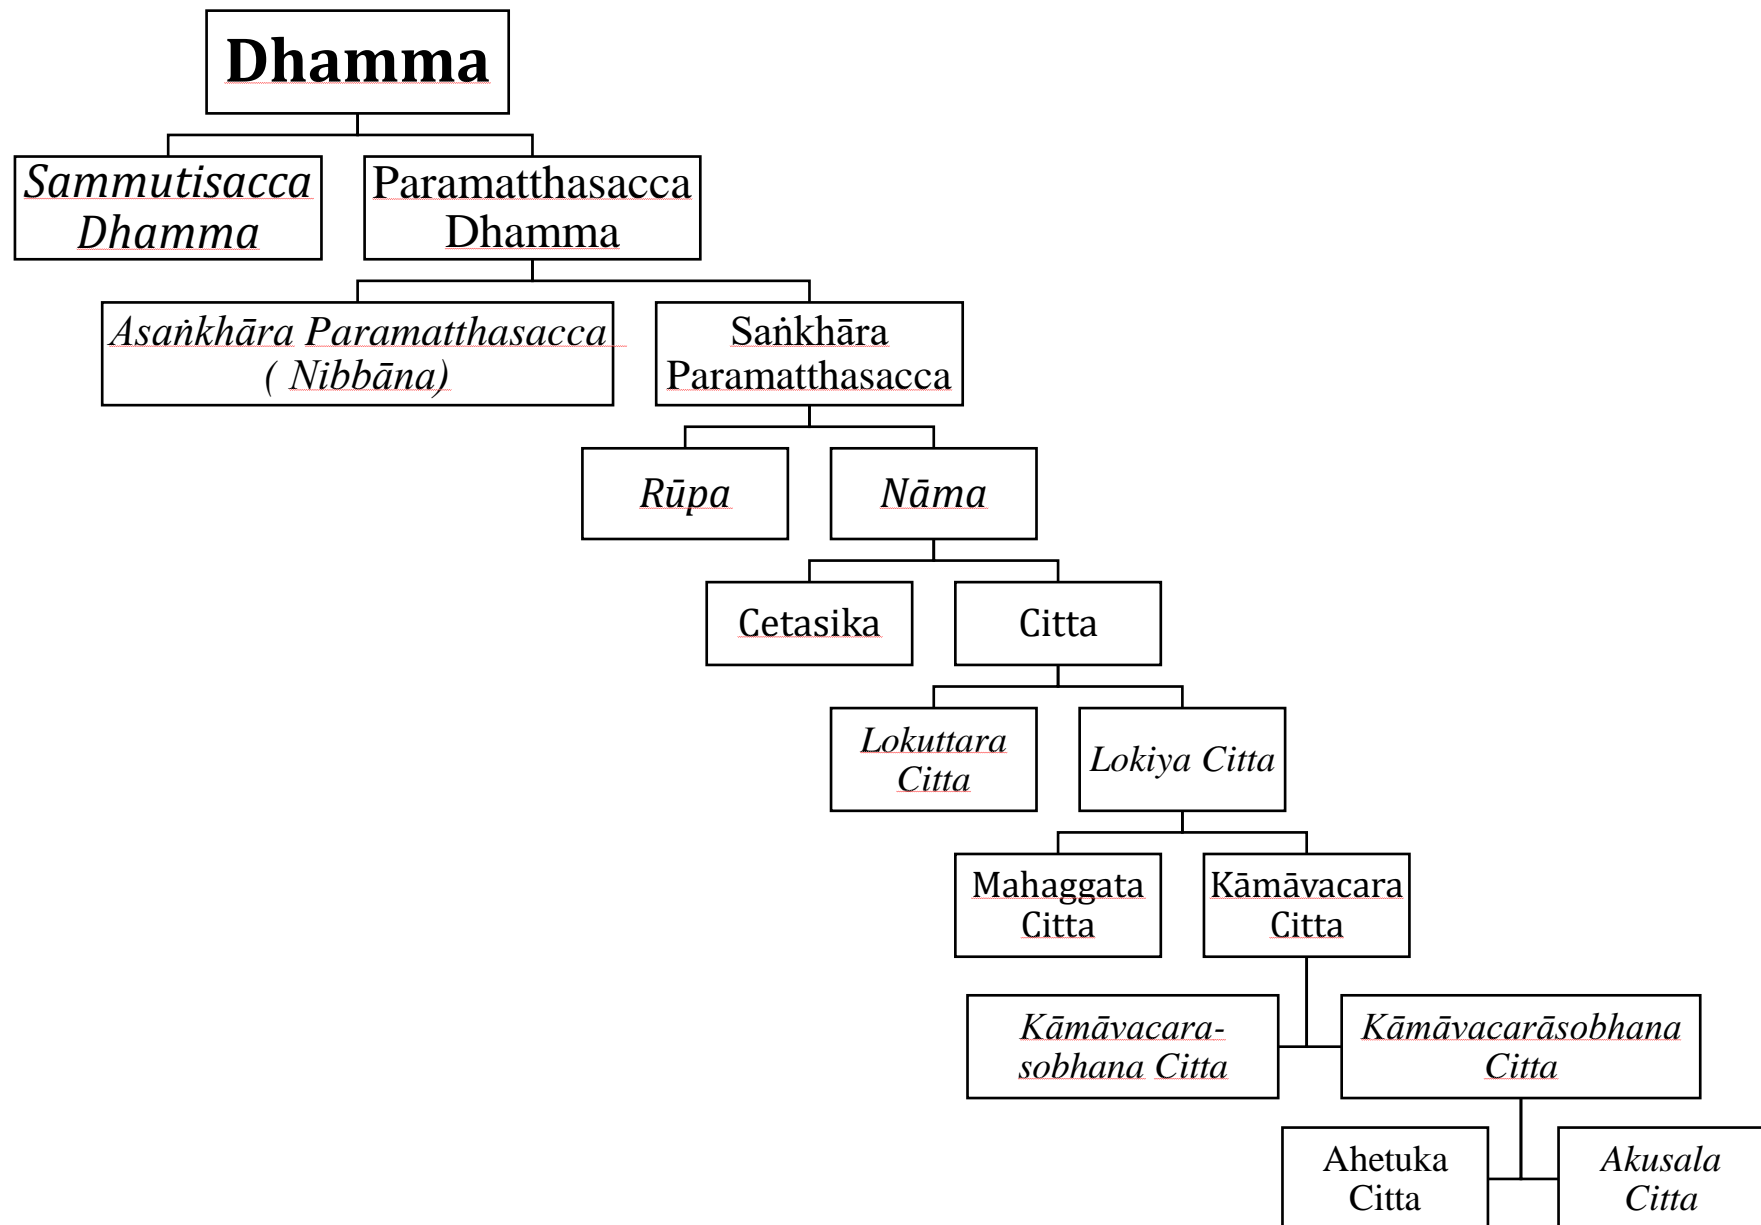 Dhamma
Sammutisacca
Dhamma
Paramatthasacca
Dhamma
Asaṅkhāra Paramatthasacca
( Nibbāna)
Saṅkhāra
Paramatthasacca
Rūpa
Nāma
Cetasika
Citta
Lokuttara
Citta
Lokiya Citta
Mahaggata
Citta
Kāmāvacara
Citta
Kāmāvacara-
sobhana Citta
Kāmāvacarāsobhana
Citta
Ahetuka
Citta
Akusala
Citta